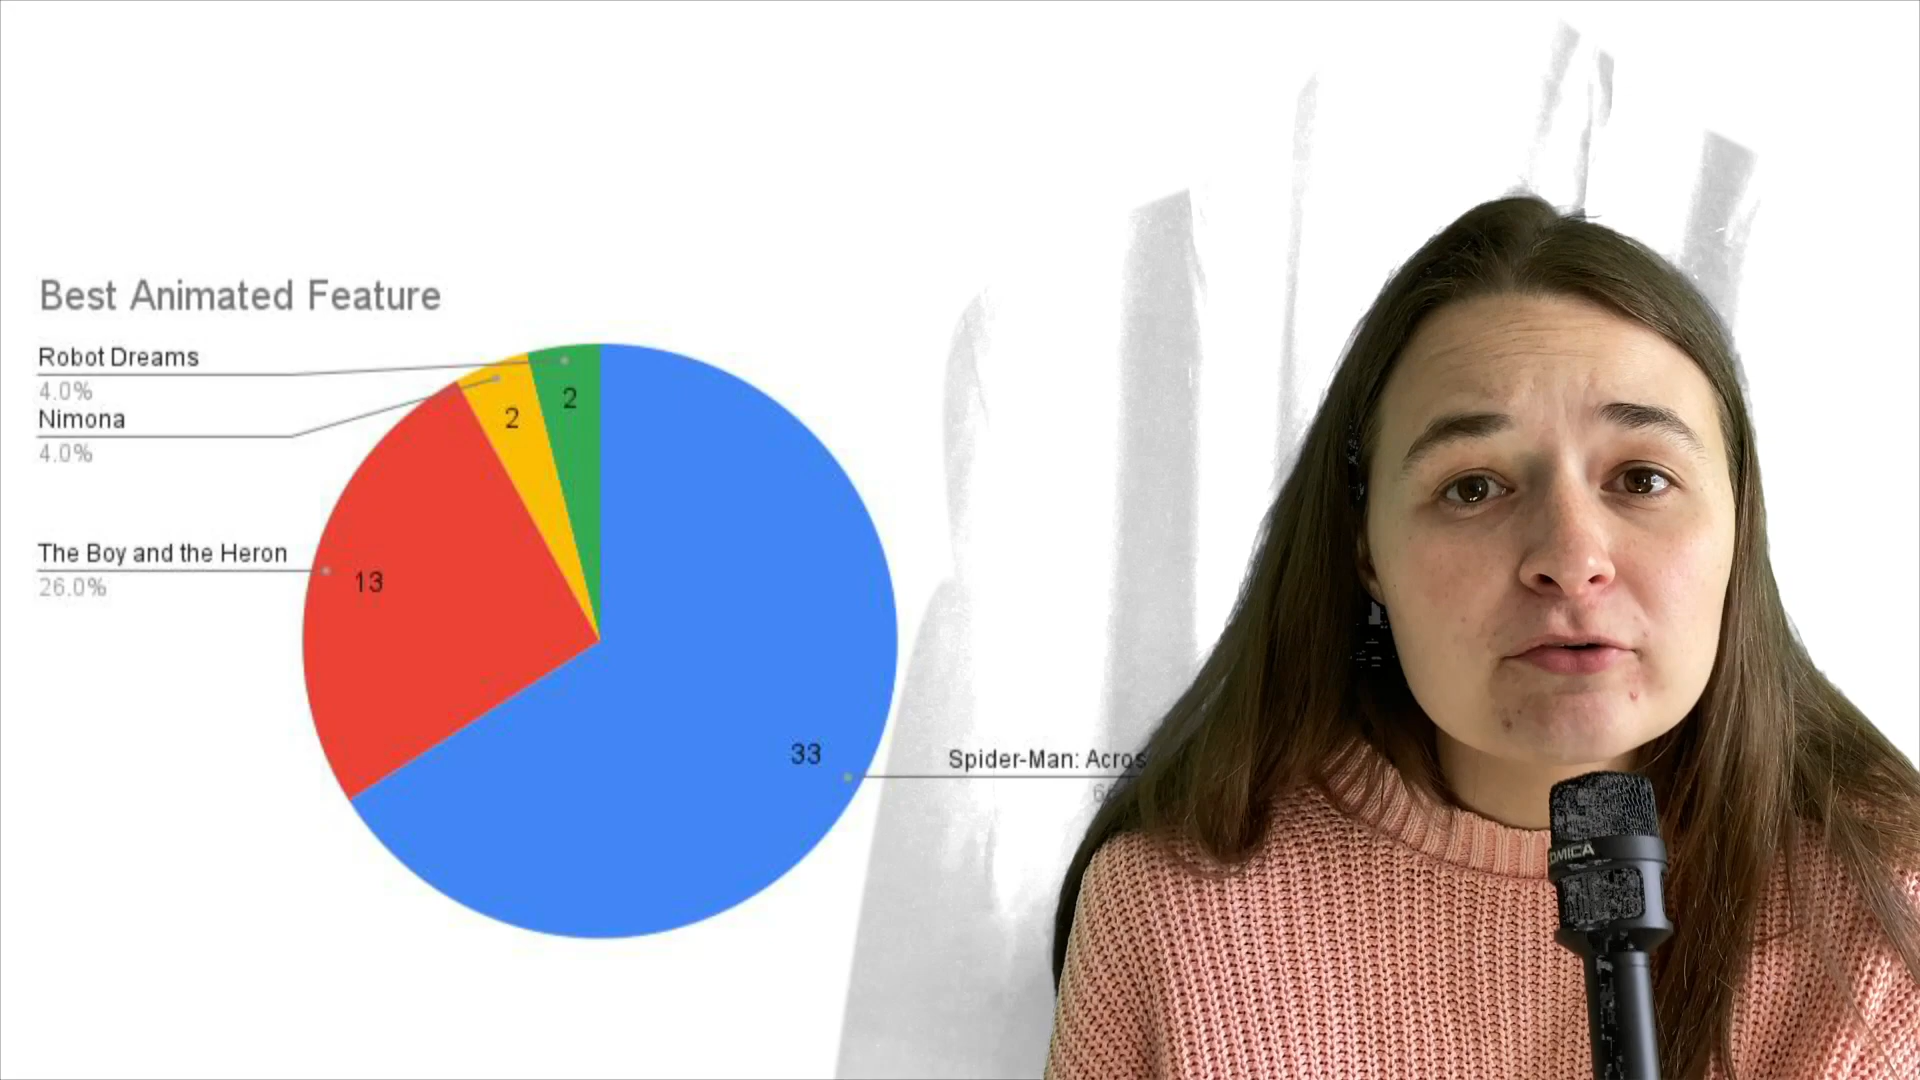 Best Animated Feature
Robot Dreams
4.0%
Nimona
4.0%
The Boy and the Heron
26.0%
2
2
13
33
Spider-Man: Acros